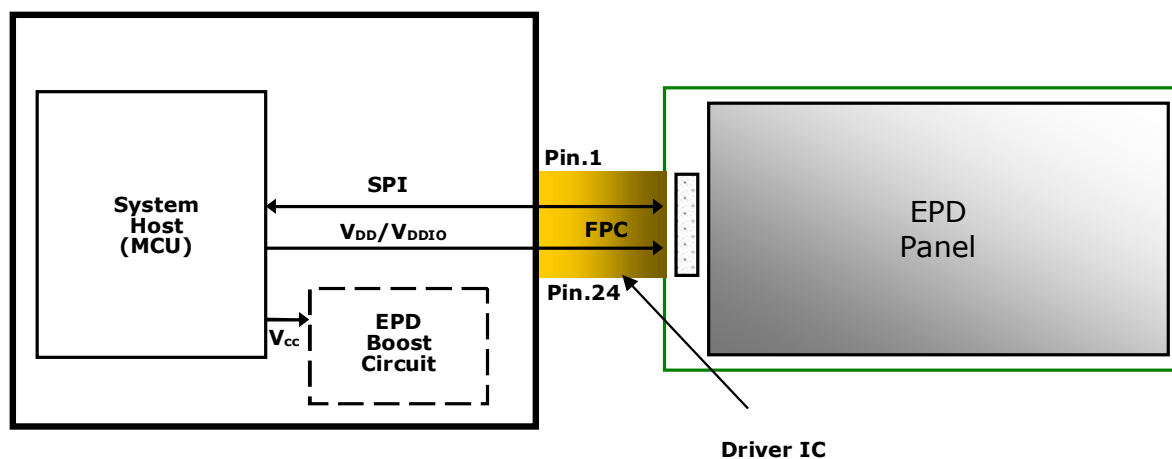 Pin.1
SPI
System
Host
(MCU)
VDD/VDDIO
FPC
EPD
Panel
Pin.24
Vcc
EPD
Boost
Circuit
Driver IC